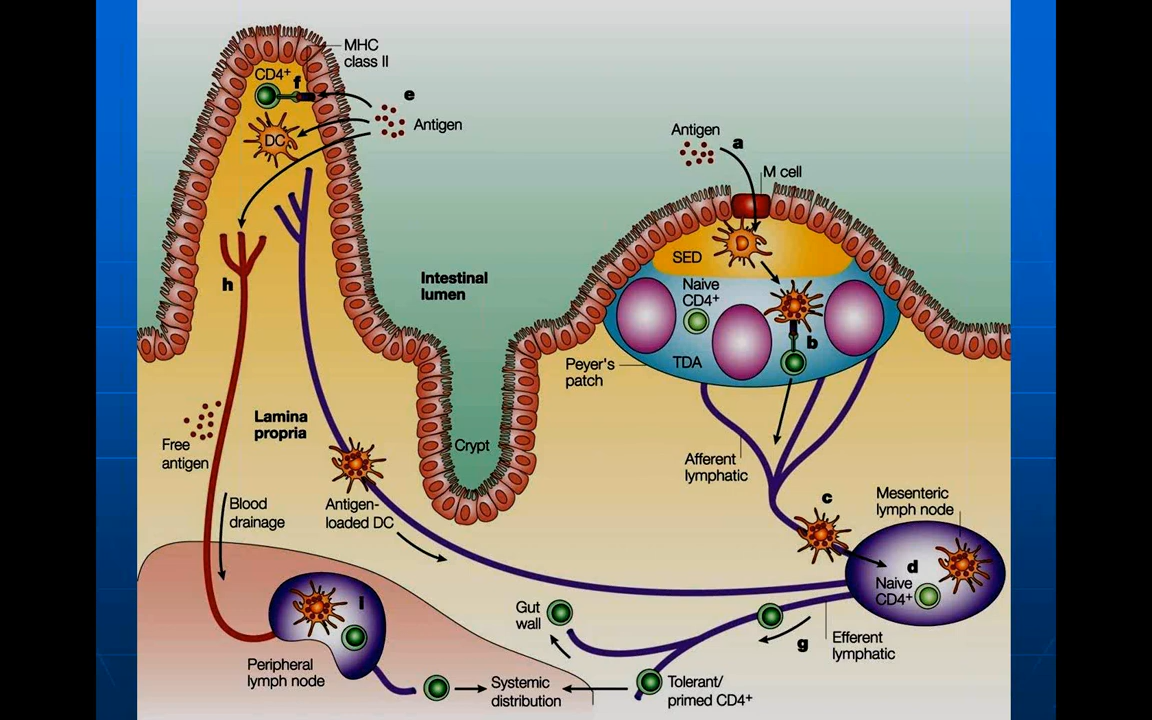 MHC
class II
CD4+
f
e
Antigen
DC
h
Antigen
a
M cell
SED
Naive
CD4+
b
TDA
Peyer's
patch
Intestinal
lumen
Lamina
propria
Crypt
Free
antigen
Blood
drainage
Antigen-
loaded DC
Afferent
lymphatic
c
Mesenteric
lymph node
d
Naive
CD4+
Gut
wall
g
Efferent
lymphatic
I
Peripheral
lymph node
Systemic
distribution
Tolerant/
primed CD4+